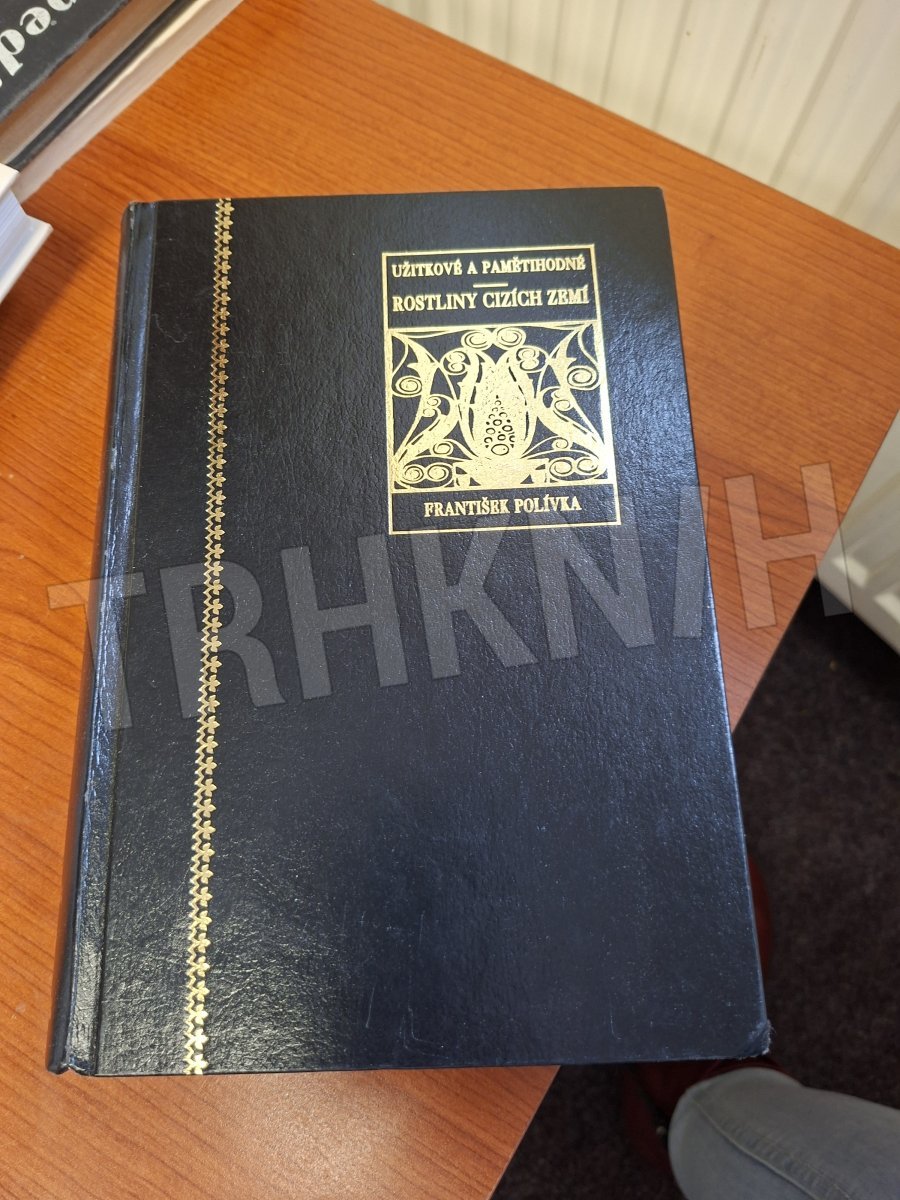 UŽITKOVÉ A PAMĚTIHODNÉ
ROSTLINY CIZÍCH ZEMÍ
FRANTIŠEK POLÍVKA
TRHKNIH